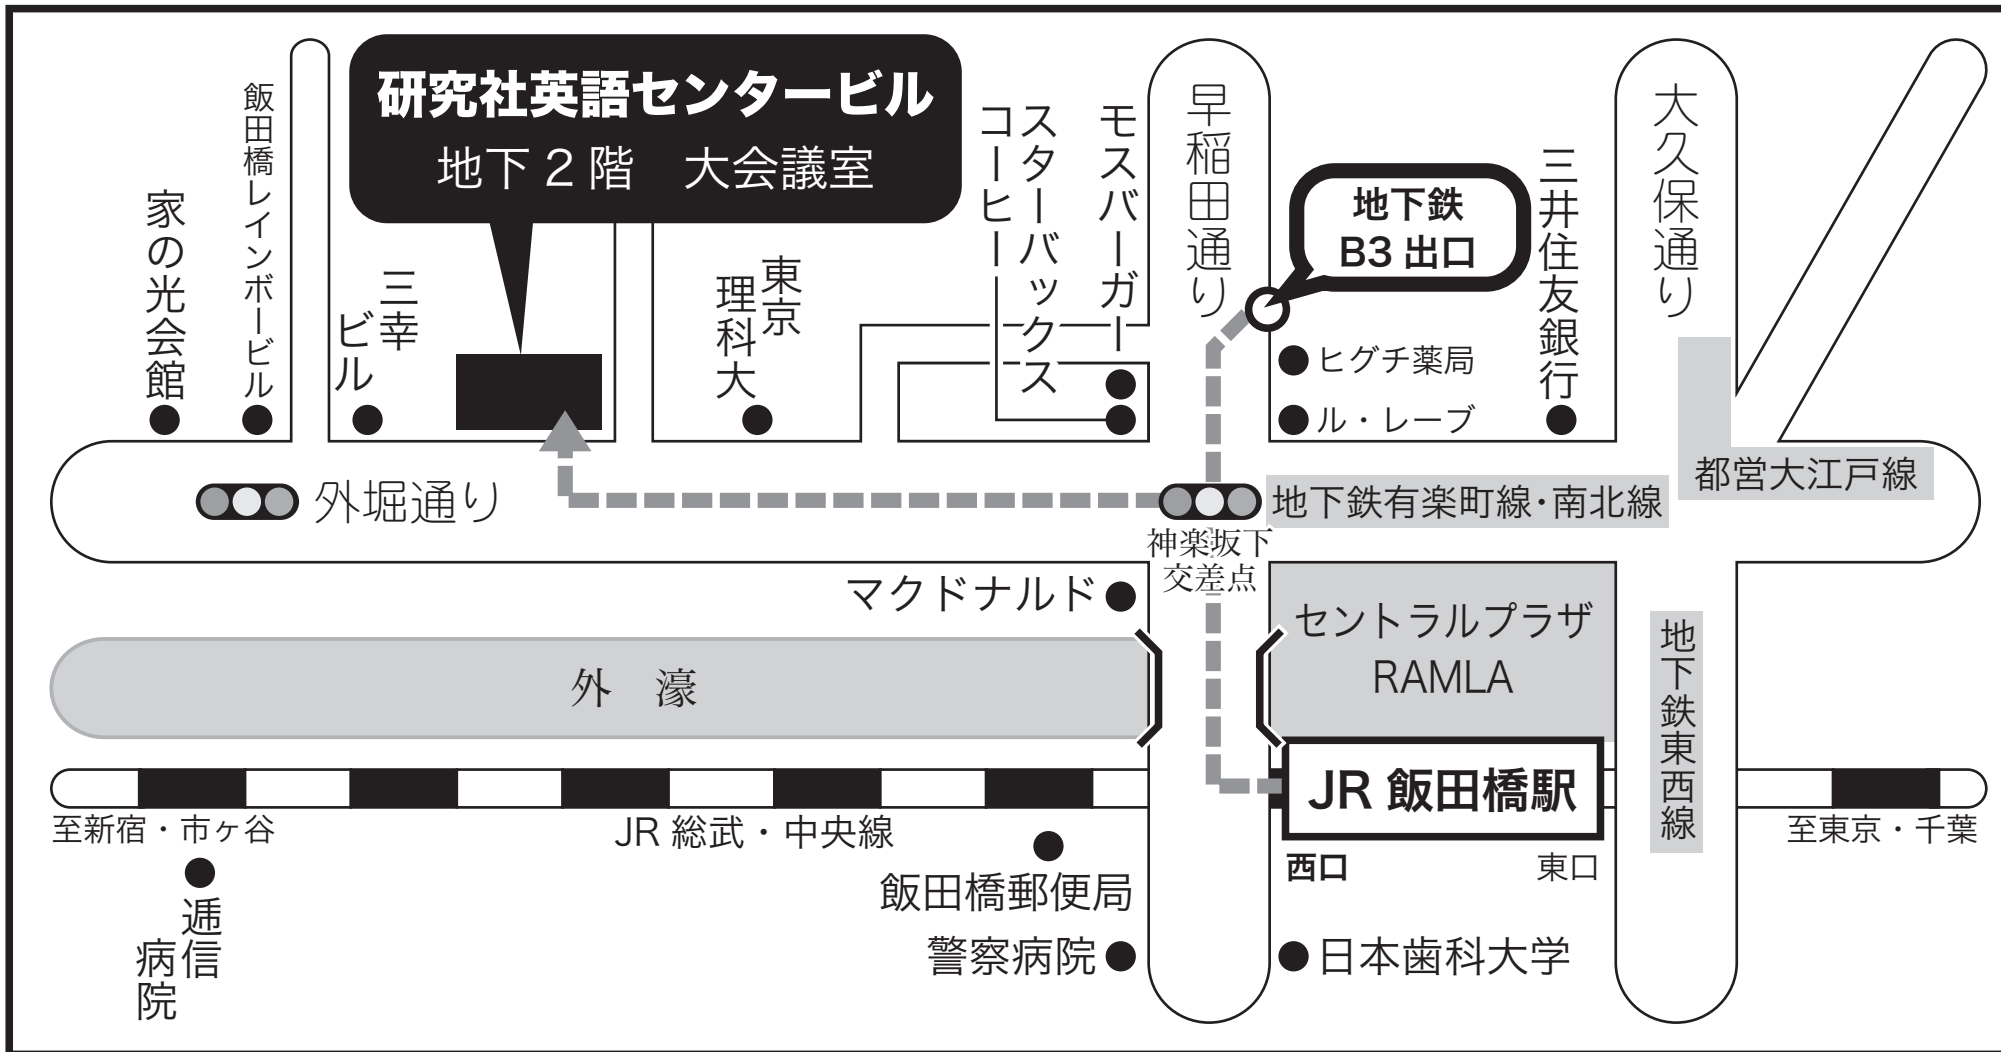 研究社英語センタービル
地下2階　大会議室
家の光会館
飯田橋レインボービル
三幸
ビル
東京
理科大
スターバックス
コーヒー
モスバーガー
早稲田通り
地下鉄
B3 出口
三井住友銀行
大久保通り
ヒグチ薬局
ル・レーブ
外堀通り
地下鉄有楽町線・南北線
都営大江戸線
神楽坂下
交差点
マクドナルド
セントラルプラザ
RAMLA
外　濠
地下鉄東西線
JR 飯田橋駅
至新宿・市ヶ谷
JR 総武・中央線
至東京・千葉
西口
東口
逓信
病院
飯田橋郵便局
警察病院
日本歯科大学